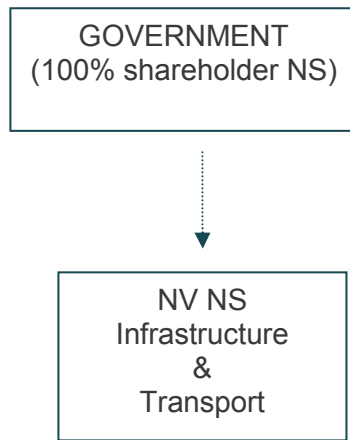 GOVERNMENT
(100% shareholder NS)
NV NS
Infrastructure
&
Transport